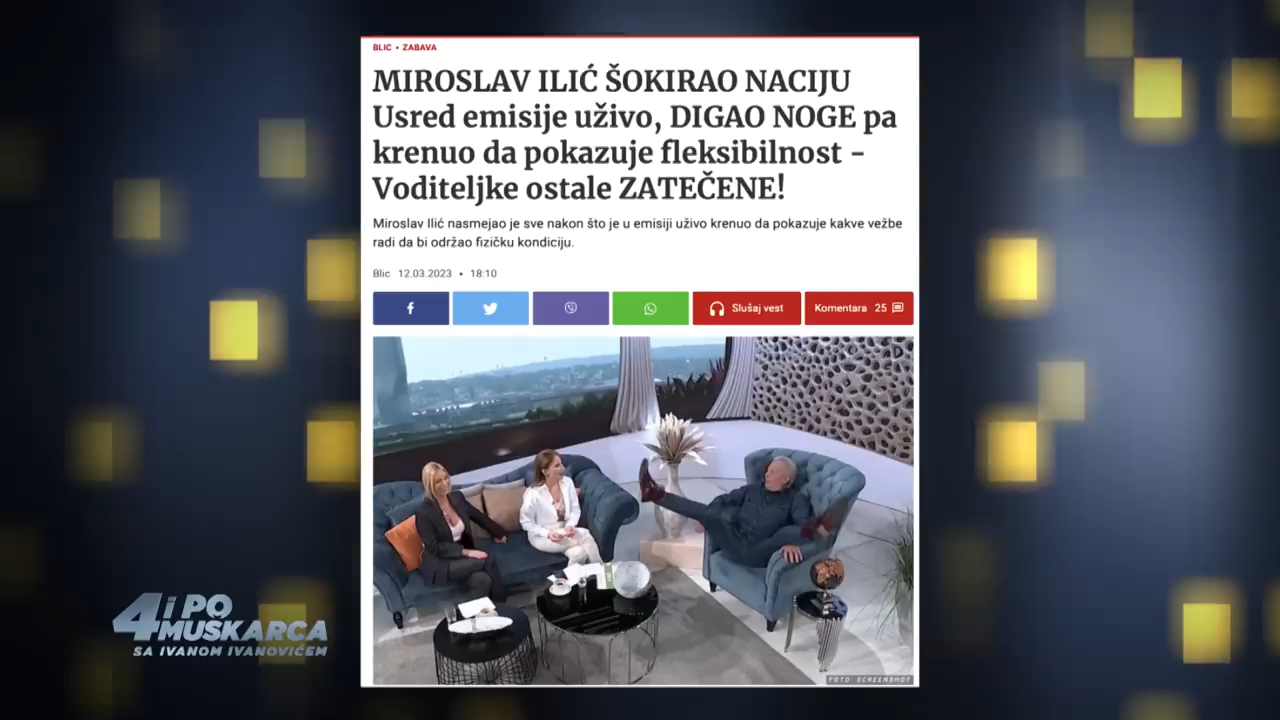 BLIC • ZABAVA
MIROSLAV ILIĆ ŠOKIRAO NACIJU
Usred emisije uživo, DIGAO NOGE pa
krenuo da pokazuje fleksibilnost -
Voditeljke ostale ZATEČENE!
Miroslav Ilić nasmejao je sve nakon što je u emisiji uživo krenuo da pokazuje kakve vežbe
radi da bi održao fizičku kondiciju.
Blic 12.03.2023 • 18:10
Slušaj vest
Komentara 25
FOTO: SCREENSHOT
4 i PO
MUŠKARCA
SA IVANOM IVANOVIĆEM